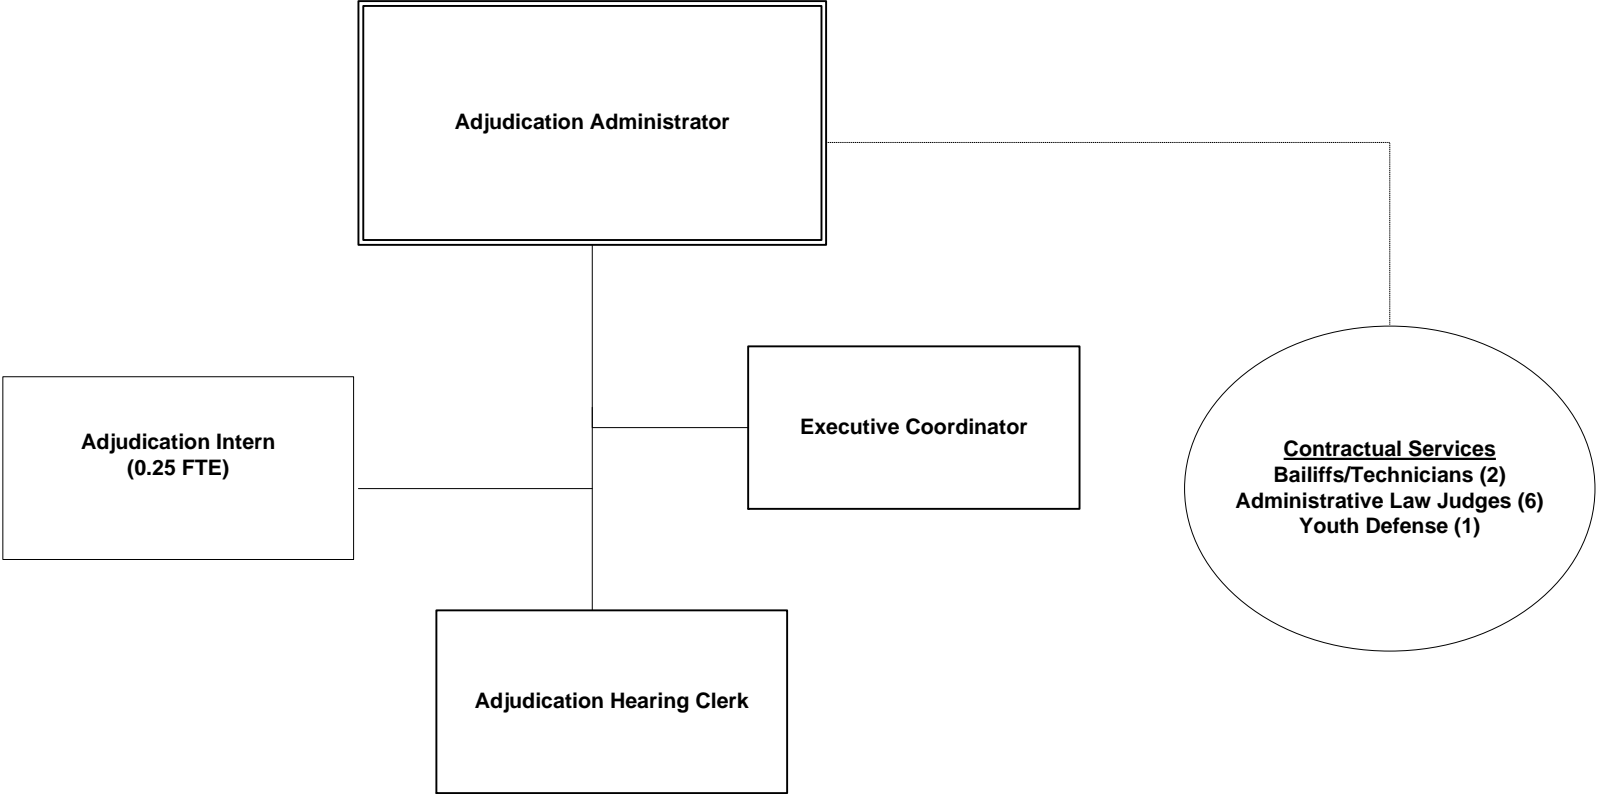 Adjudication Administrator
Executive Coordinator
Adjudication Intern
(0.25 FTE)
Contractual Services
Bailiffs/Technicians (2)
Administrative Law Judges (6)
Youth Defense (1)
Adjudication Hearing Clerk